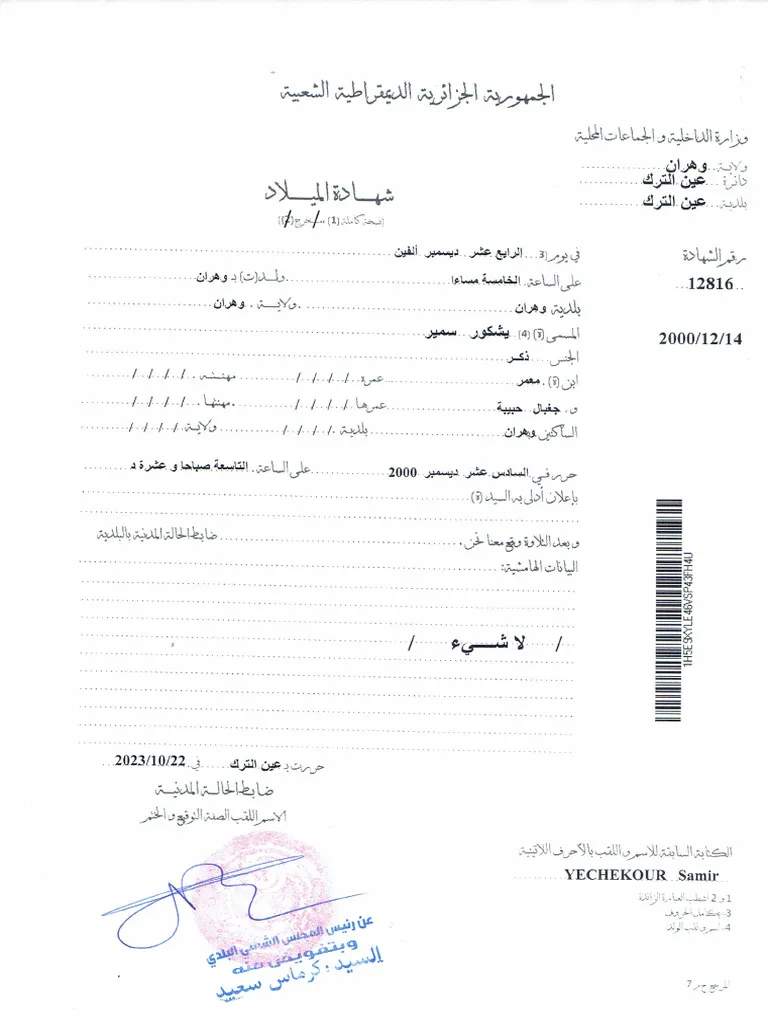 الجمهورية الجزائرية الديمقراطية الشعبية
وزارة الداخلية و الجماعات المحلية
ولاية... وهران
دائرة ... عين الترك
بلدية... عين الترك
شهادة الميلاد
(نسخة كاملة (1) مستخرج (2))
رقم الشهادة
12816
2000/12/14
في يوم (3... الرابع عشر ديسمبر ألفين
على الساعة. الخامسة مساءا ولد(ت) بـ وهران
بلدية وهران ولاية . وهران
المسمى (ة) (4) يشكور سمير
الجنس ذكر
ابن (ة) . معمر عمره / / / / / مهنته . / / / / /
و . جغبال حبيبة عمرها / / / / / مهنتها . / / / / /
الساكنين وهران بلدية . / / / / / ولاية . / / / / /
حرر في السادس عشر ديسمبر 2000 على الساعة . التاسعة صباحا و عشرة د
بإعلان أدلى به السيد (ة)
و بعد التلاوة وقع معنا نحن. ضابط الحالة المدنية بالبلدية
البيانات الهامشية:
/ لا شيء /
1H5E9KYLE46VSP43FH4U
حررت بـ عين الترك في 2023/10/22
ضابط الحالة المدنية
الاسم اللقب الصفة التوقيع و الختم
عن رئيس المجلس الشعبي البلدي
وبتفويض منه
السيد : كرماس سعيد
الكتابة السابقة للاسم و اللقب بالأحرف اللاتينية
YECHEKOUR Samir
1 و 2 اشطب العبارة الزائدة
3- بكامل الحروف
4- اسم و لقب الولد
المرجع ح م 7